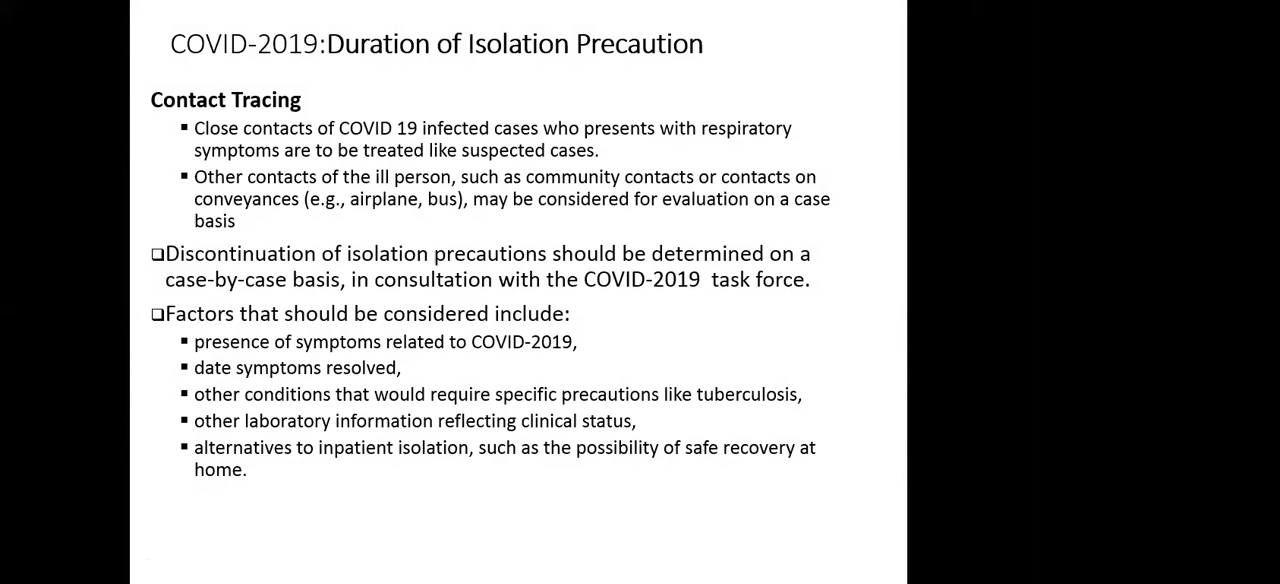 COVID-2019:Duration of Isolation Precaution
Contact Tracing
▪ Close contacts of COVID 19 infected cases who presents with respiratory
symptoms are to be treated like suspected cases.
▪ Other contacts of the ill person, such as community contacts or contacts on
conveyances (e.g., airplane, bus), may be considered for evaluation on a case
basis
❑Discontinuation of isolation precautions should be determined on a
case-by-case basis, in consultation with the COVID-2019 task force.
❑Factors that should be considered include:
▪ presence of symptoms related to COVID-2019,
▪ date symptoms resolved,
▪ other conditions that would require specific precautions like tuberculosis,
▪ other laboratory information reflecting clinical status,
▪ alternatives to inpatient isolation, such as the possibility of safe recovery at
home.